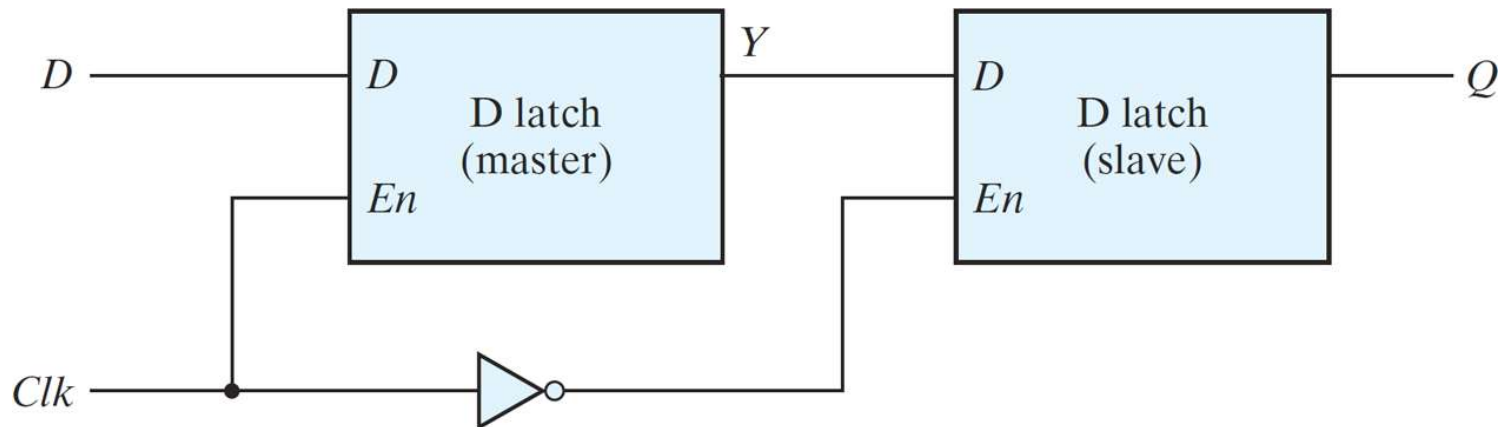 D
D
D latch
(master)
En
Y
D
D latch
(slave)
En
Q
Clk